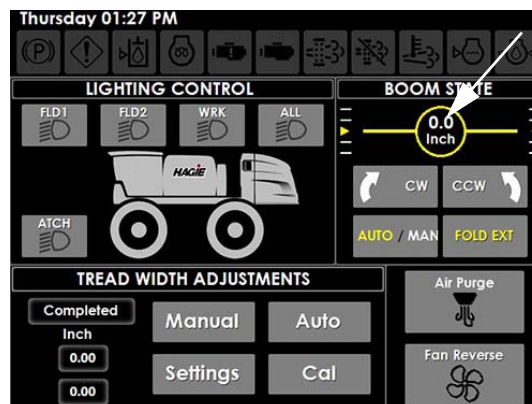 Thursday 01:27 PM
(P)
LIGHTING CONTROL
FLD1 FLD2 WRK ALL
HAGIE
ATCH
BOOM STATE
0.0
Inch
CW CCW
AUTO / MAN FOLD EXT
TREAD WIDTH ADJUSTMENTS
Completed
Inch
0.00
0.00
Manual Auto
Settings Cal
Air Purge
Fan Reverse